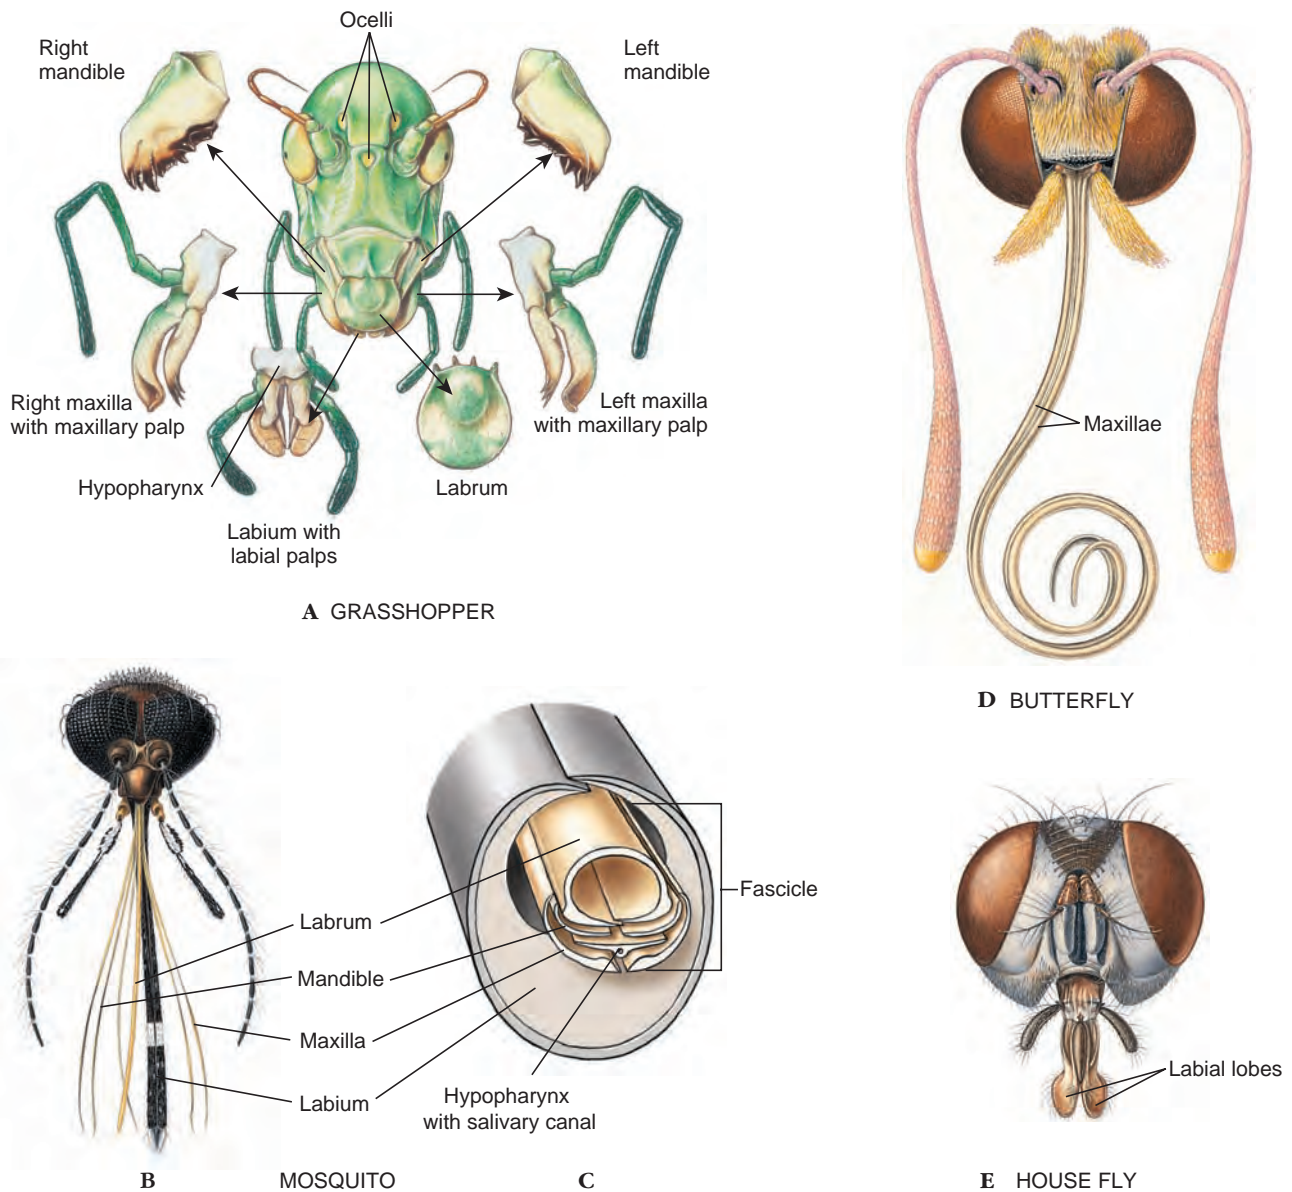 Ocelli
Right
mandible
Left
mandible
Right maxilla
with maxillary palp
Left maxilla
with maxillary palp
Hypopharynx
Labrum
Labium with
labial palps
A GRASSHOPPER
Maxillae
D BUTTERFLY
Labrum
Mandible
Maxilla
Labium
Fascicle
Hypopharynx
with salivary canal
B MOSQUITO C
Labial lobes
E HOUSE FLY